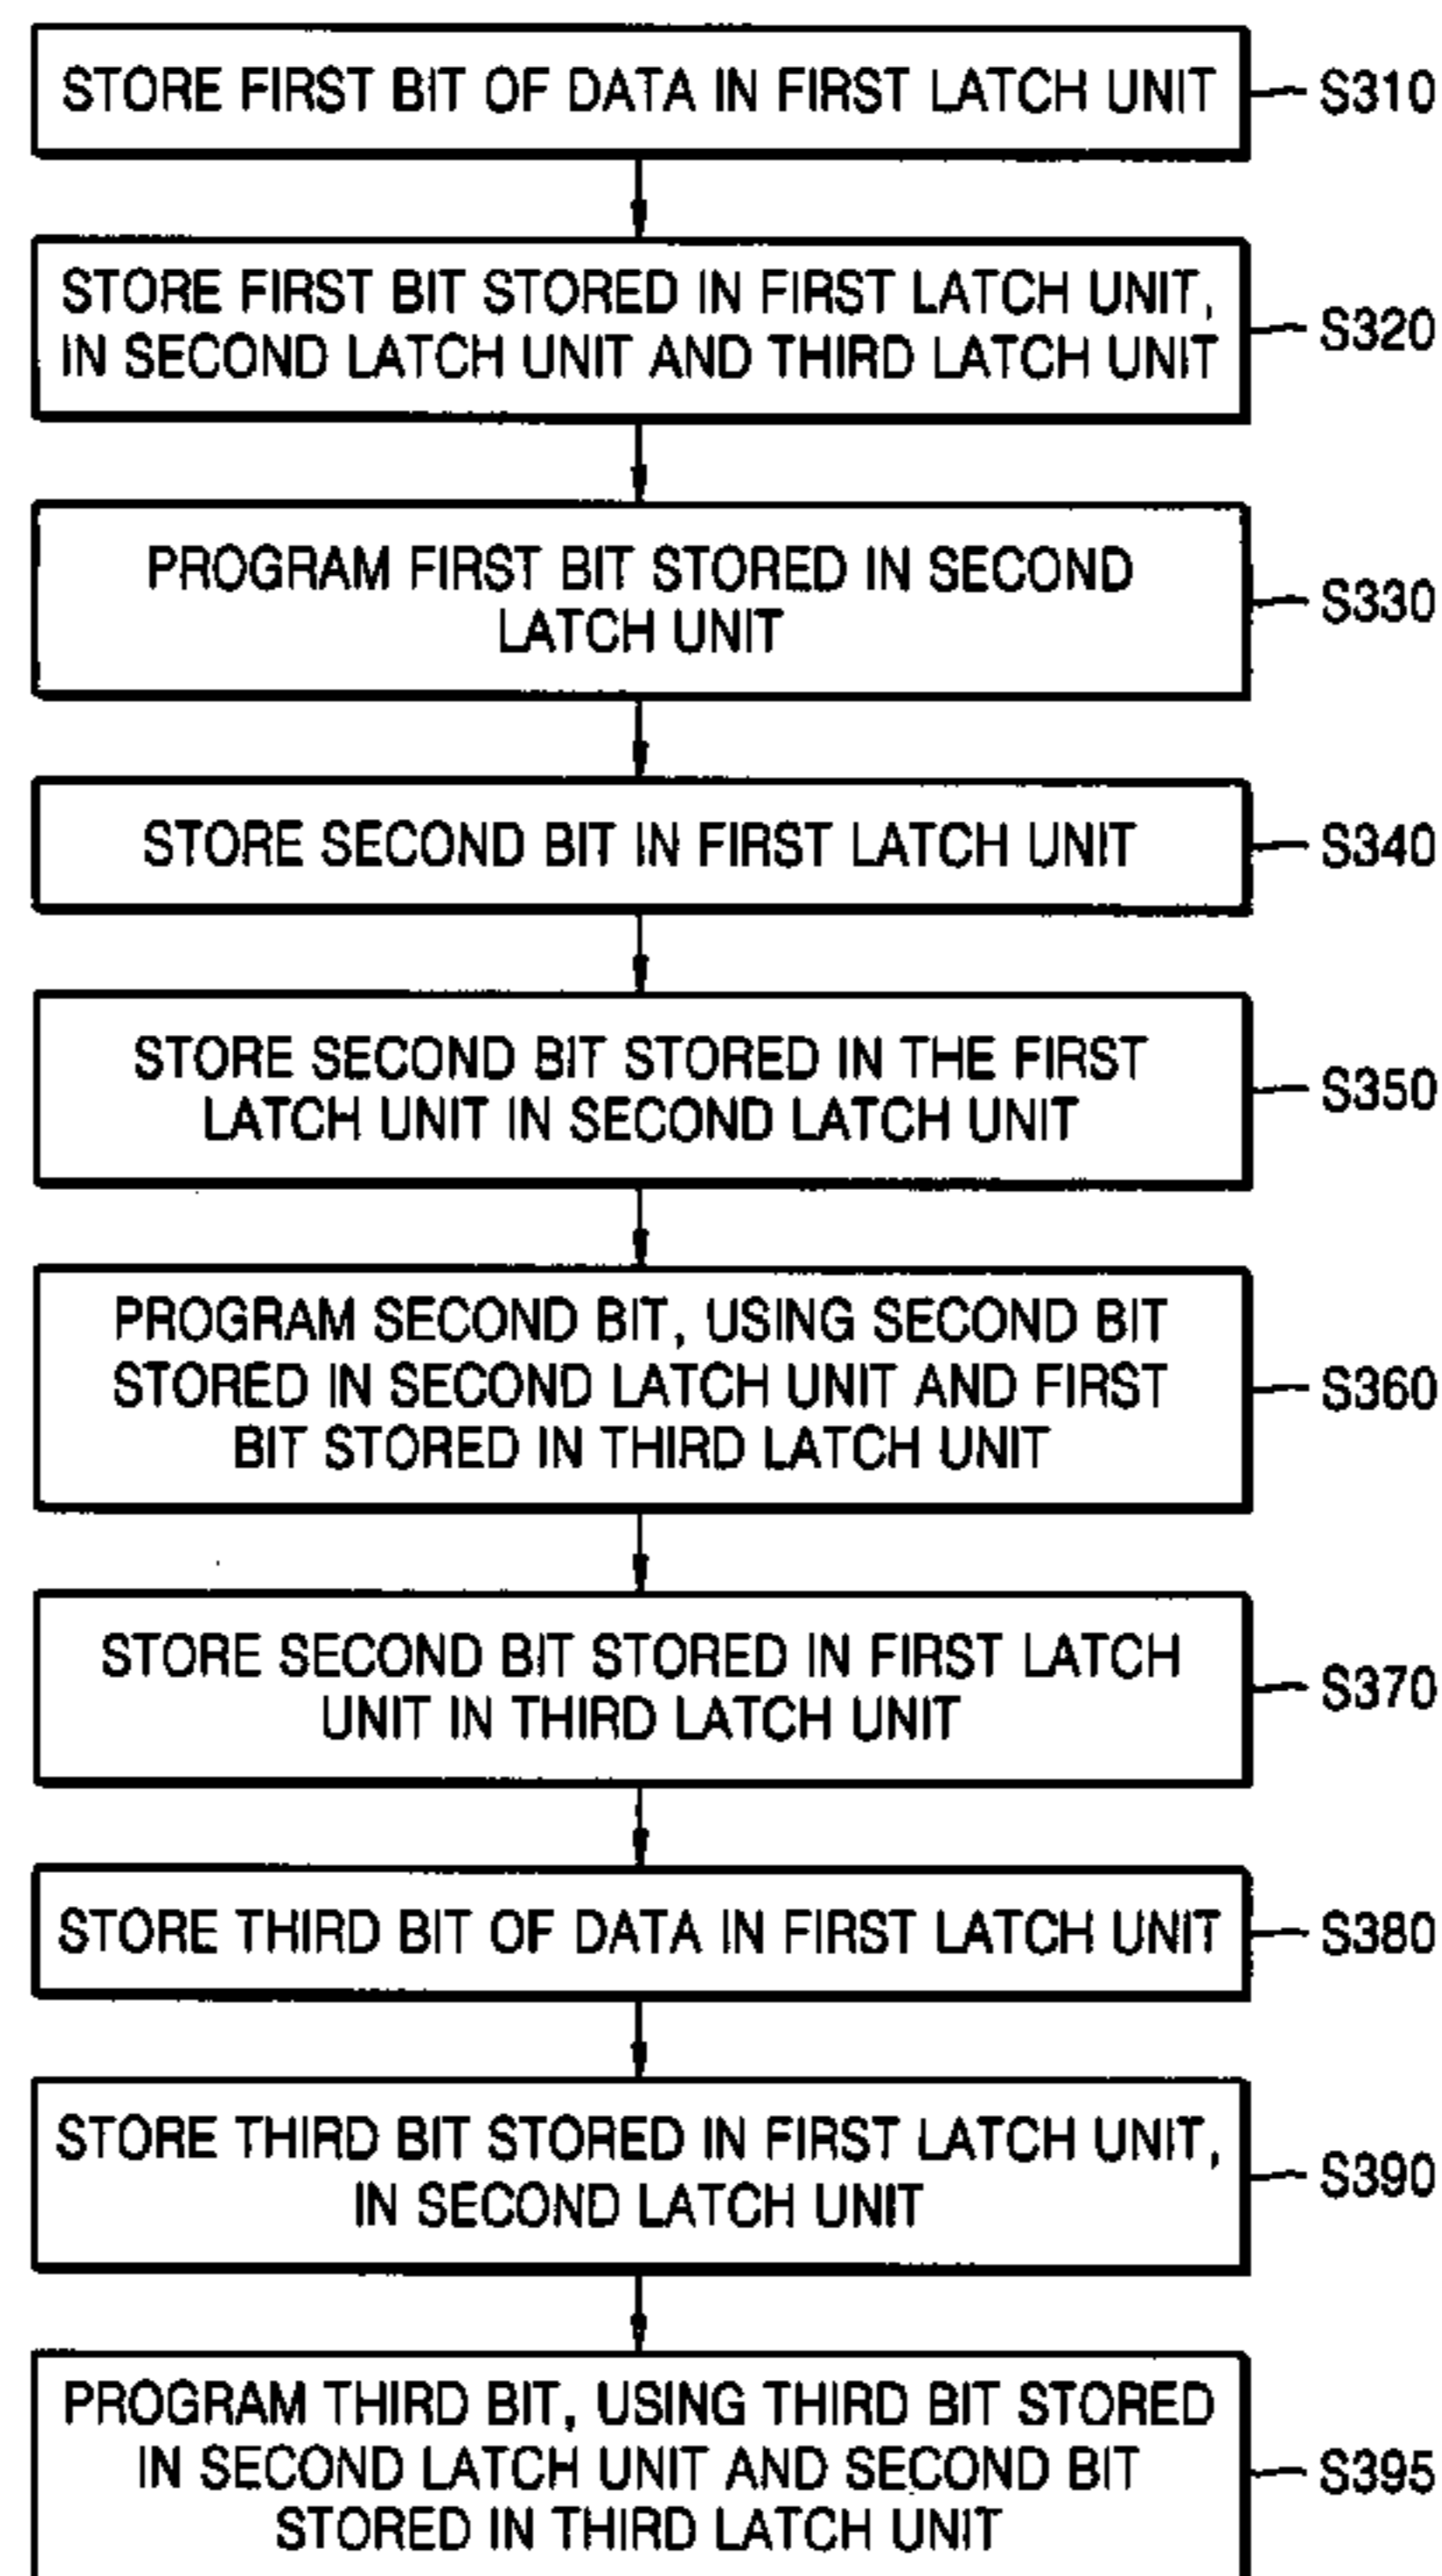 STORE FIRST BIT OF DATA IN FIRST LATCH UNIT
S310
STORE FIRST BIT STORED IN FIRST LATCH UNIT,
IN SECOND LATCH UNIT AND THIRD LATCH UNIT
S320
PROGRAM FIRST BIT STORED IN SECOND
LATCH UNIT
S330
STORE SECOND BIT IN FIRST LATCH UNIT
S340
STORE SECOND BIT STORED IN THE FIRST
LATCH UNIT IN SECOND LATCH UNIT
S350
PROGRAM SECOND BIT, USING SECOND BIT
STORED IN SECOND LATCH UNIT AND FIRST
BIT STORED IN THIRD LATCH UNIT
S360
STORE SECOND BIT STORED IN FIRST LATCH
UNIT IN THIRD LATCH UNIT
S370
STORE THIRD BIT OF DATA IN FIRST LATCH UNIT
S380
STORE THIRD BIT STORED IN FIRST LATCH UNIT,
IN SECOND LATCH UNIT
S390
PROGRAM THIRD BIT, USING THIRD BIT STORED
IN SECOND LATCH UNIT AND SECOND BIT
STORED IN THIRD LATCH UNIT
S395